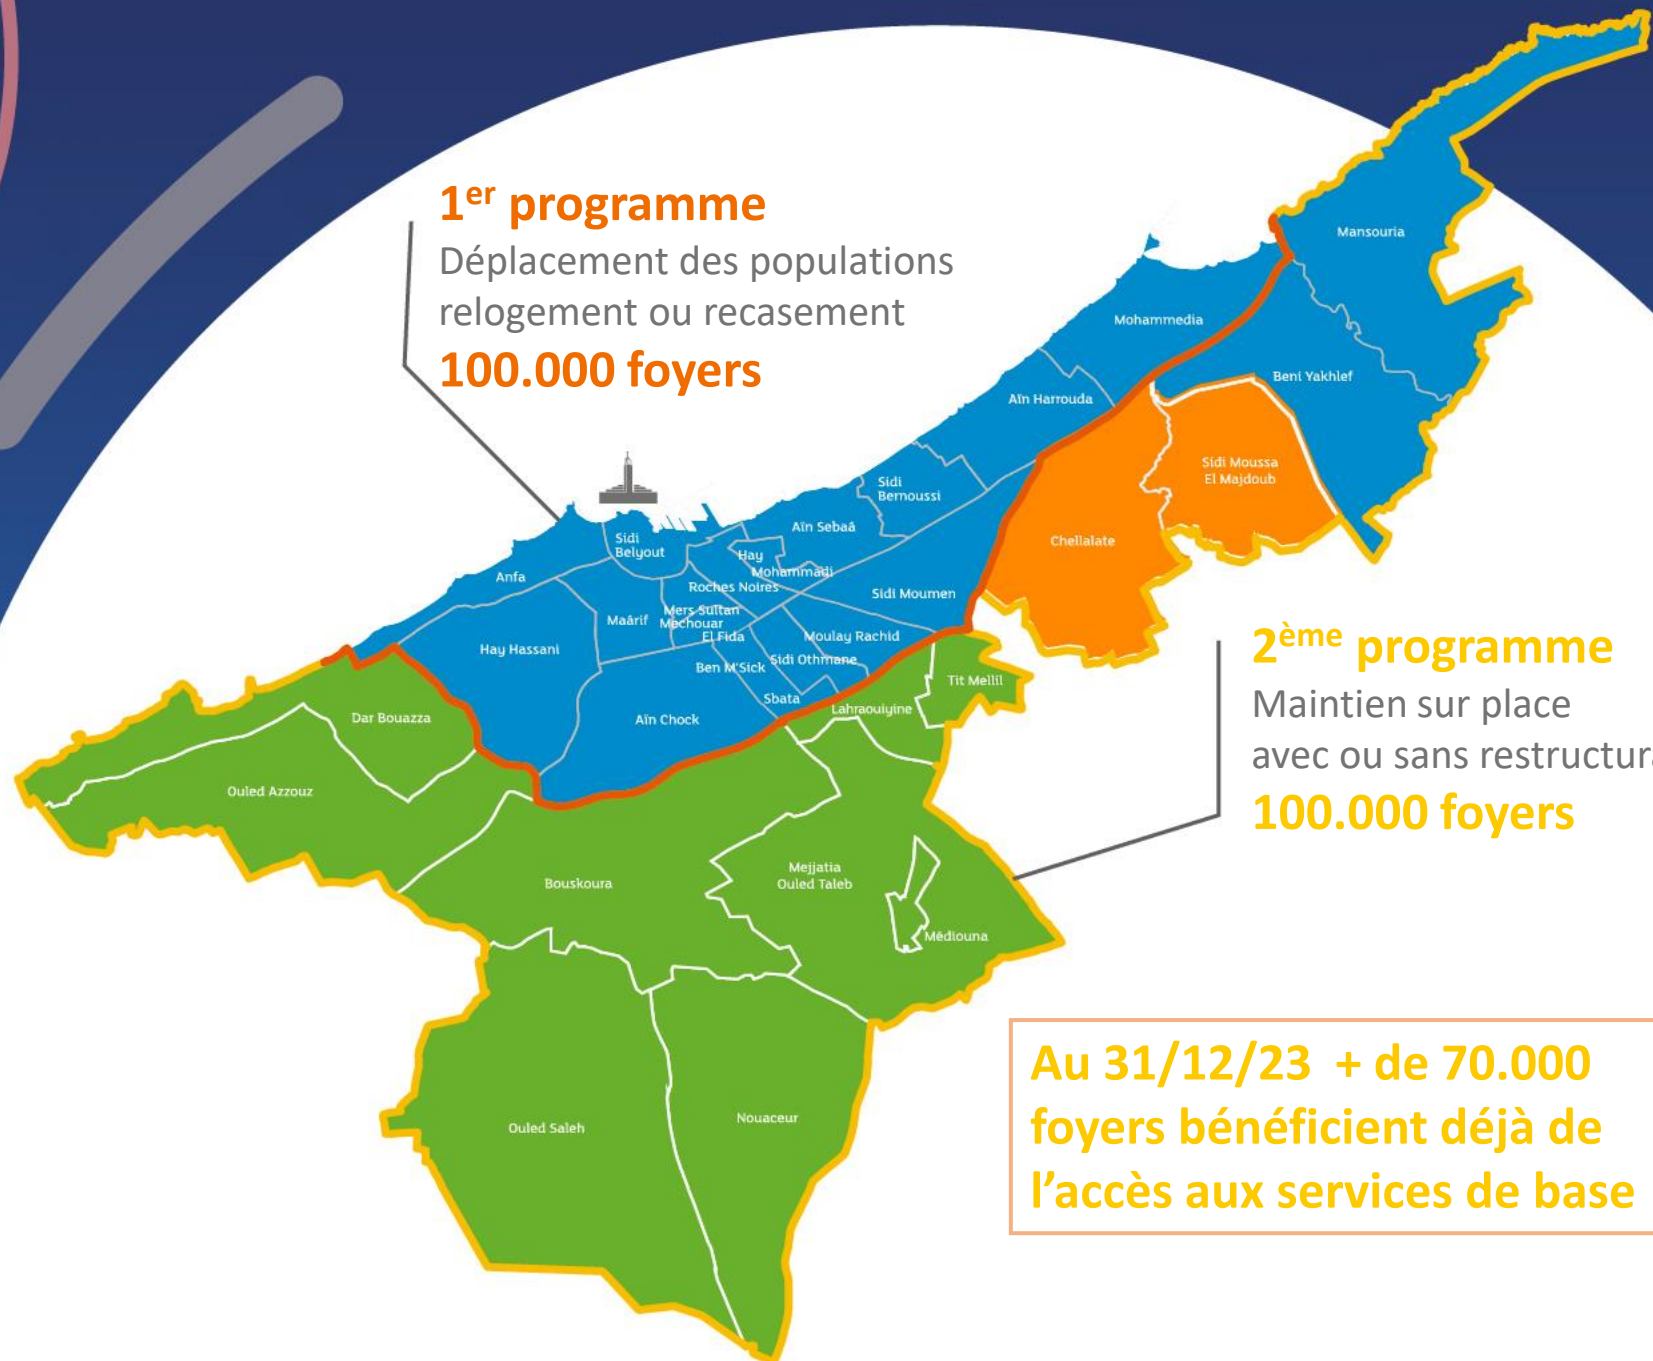 1er programme
Déplacement des populations
relogement ou recasement
100.000 foyers
Mansouria
Mohammedia
Beni Yakhlef
Aïn Harrouda
Sidi Moussa
El Majdoub
Sidi
Bernoussi
Chellalate
Aïn Sebaâ
Sidi
Belyout
Hay
Mohammadi
Anfa
Roches Noires
Sidi Moumen
Mers Sultan
Maârif
Méchouar
El Fida
Moulay Rachid
Hay Hassani
Ben M'Sick
Sidi Othmane
Sbata
Tit Mellil
Lahraouiyine
Aïn Chock
Dar Bouazza
Ouled Azzouz
2ème programme
Maintien sur place
avec ou sans restructura
100.000 foyers
Bouskoura
Mejjatia
Ouled Taleb
Médiouna
Ouled Saleh
Nouaceur
Au 31/12/23 + de 70.000
foyers bénéficient déjà de
l'accès aux services de base